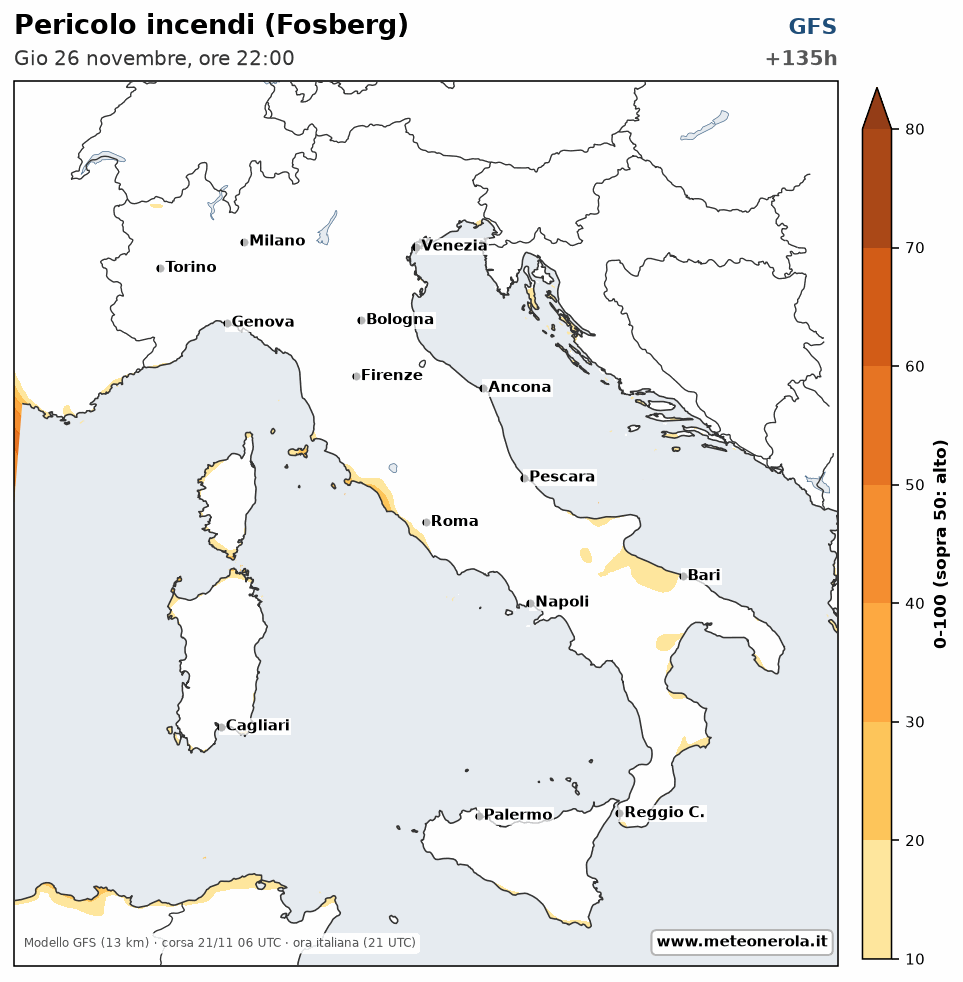 Pericolo incendi (Fosberg)
GFS
Gio 26 novembre, ore 22:00
+135h
80
70
60
50
40
30
20
10
0-100 (sopra 50: alto)
Milano
Venezia
Torino
Genova
Bologna
Firenze
Ancona
Pescara
Roma
Bari
Napoli
Cagliari
Palermo
Reggio C.
Modello GFS (13 km) · corsa 21/11 06 UTC · ora italiana (21 UTC)
www.meteonerola.it